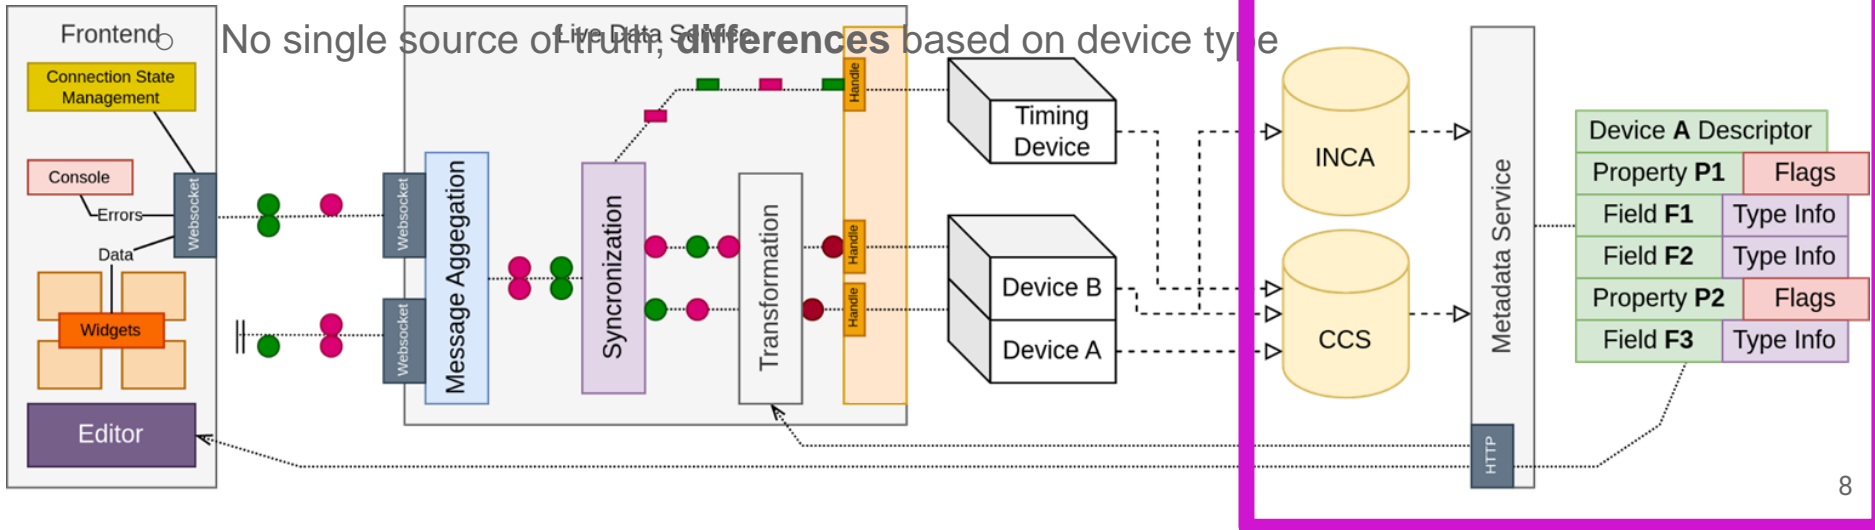 ○ No single source of truth, differences based on device type
Frontend
Connection State
Management
Console
Errors
Data
Widgets
Editor
Websocket
Live Data Service
Websocket
Websocket
Message Aggegation
Syncronization
Transformation
Handle
Handle
Handle
Timing
Device
Device B
Device A
INCA
CCS
Metadata Service
HTTP
Device A Descriptor
Property P1 Flags
Field F1 Type Info
Field F2 Type Info
Property P2 Flags
Field F3 Type Info
8